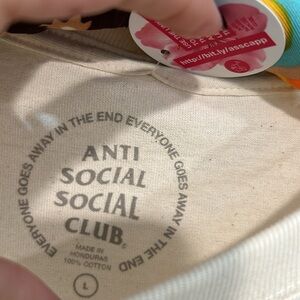 http://bit.ly/asscapp
EVERYONE GOES AWAY IN THE END EVERYONE GOES AWAY IN THE END
ANTI
SOCIAL
SOCIAL
CLUB
MADE IN
HONDURAS
100% COTTON
L